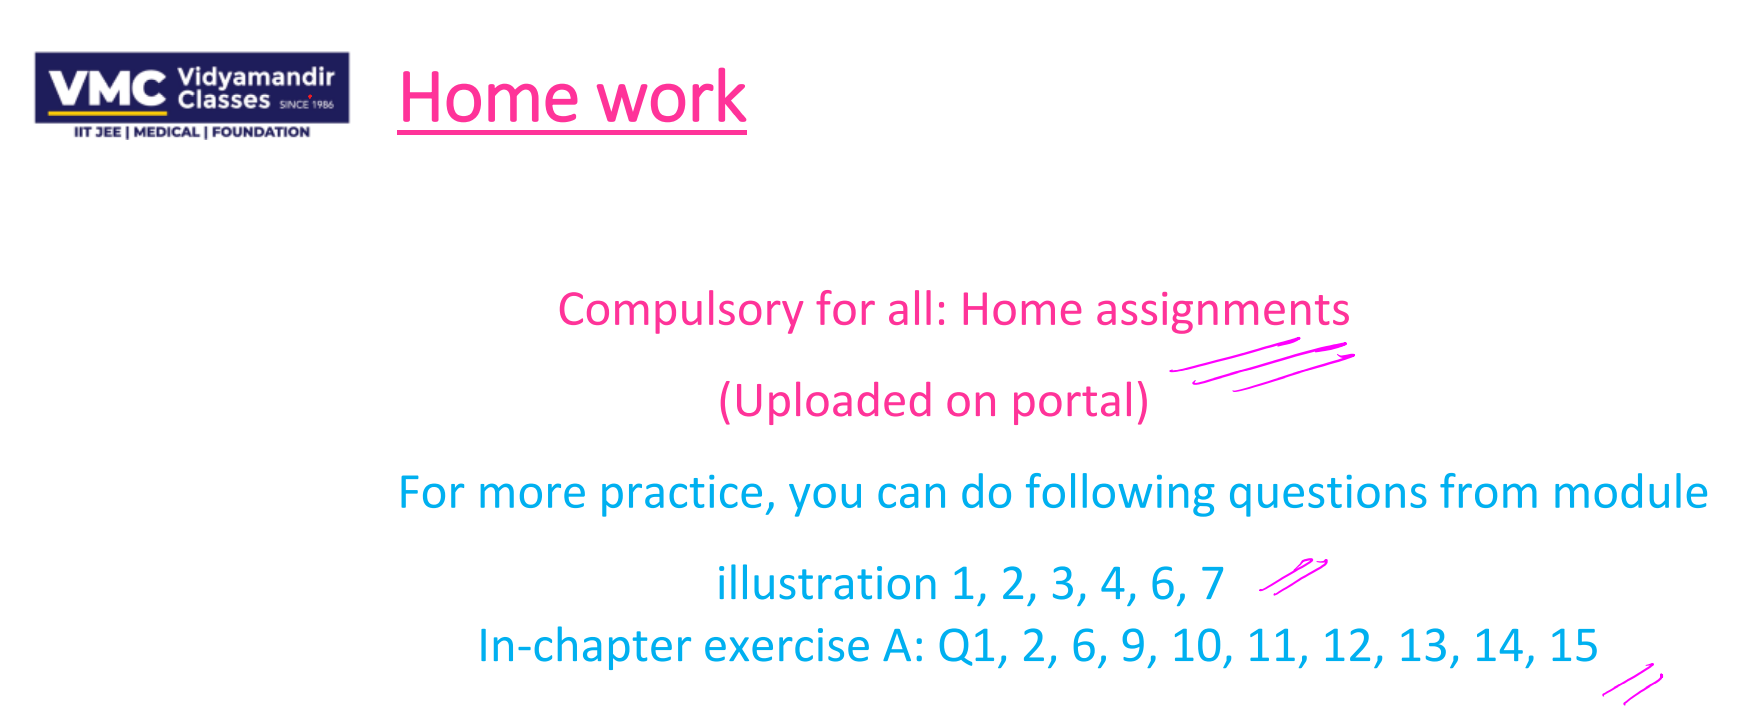 VMC Vidyamandir
Classes SINCE 1986
IIT JEE | MEDICAL | FOUNDATION
Home work
Compulsory for all: Home assignments
(Uploaded on portal)
For more practice, you can do following questions from module
illustration 1, 2, 3, 4, 6, 7
In-chapter exercise A: Q1, 2, 6, 9, 10, 11, 12, 13, 14, 15